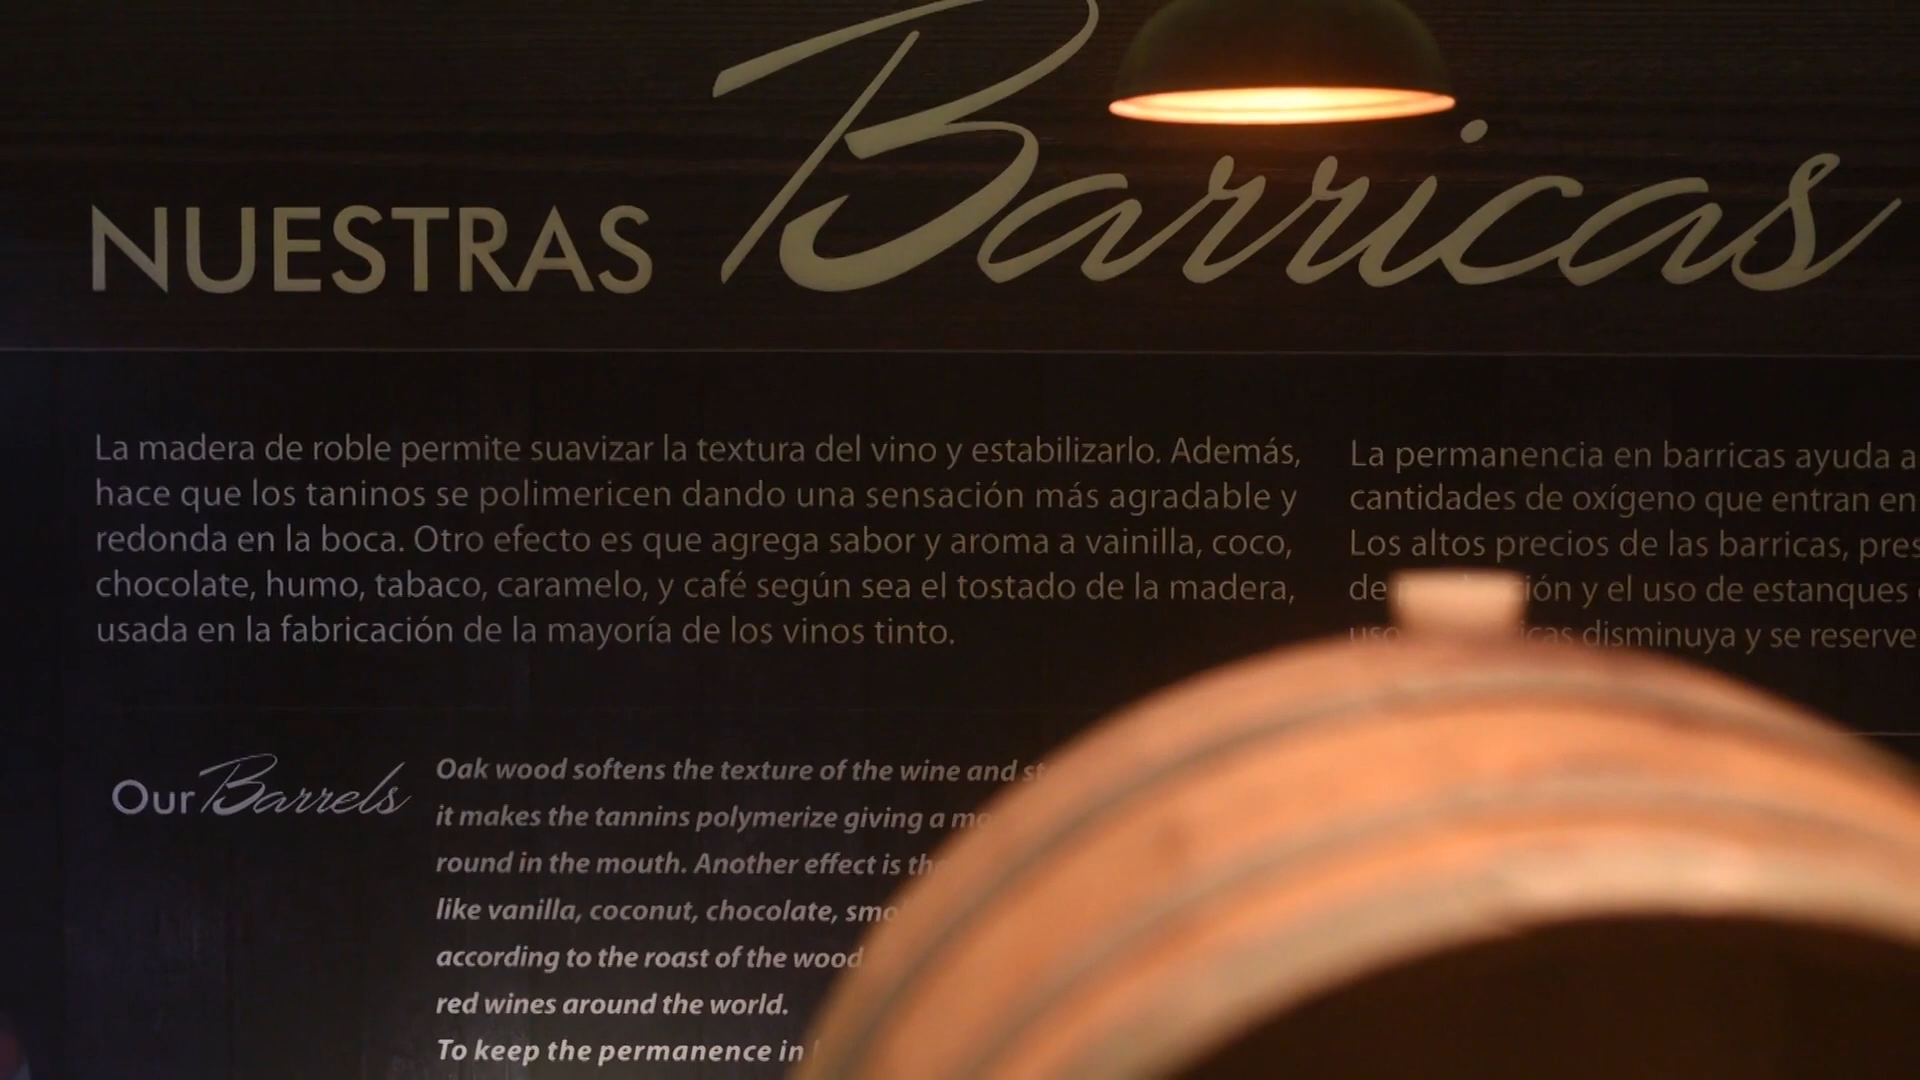 NUESTRAS Barricas
La madera de roble permite suavizar la textura del vino y estabilizarlo. Además,
hace que los taninos se polimericen dando una sensación más agradable y
redonda en la boca. Otro efecto es que agrega sabor y aroma a vainilla, coco,
chocolate, humo, tabaco, caramelo, y café según sea el tostado de la madera,
usada en la fabricación de la mayoría de los vinos tinto.
La permanencia en barricas ayuda a
cantidades de oxígeno que entran en
Los altos precios de las barricas,
y el uso de estanques
disminuya y se reserve
Our Barrels
Oak wood softens the texture of the wine and
it makes the tannins polymerize giving a
round in the mouth. Another effect is
like vanilla, coconut, chocolate,
according to the roast of the wood
red wines around the world.
To keep the permanence in